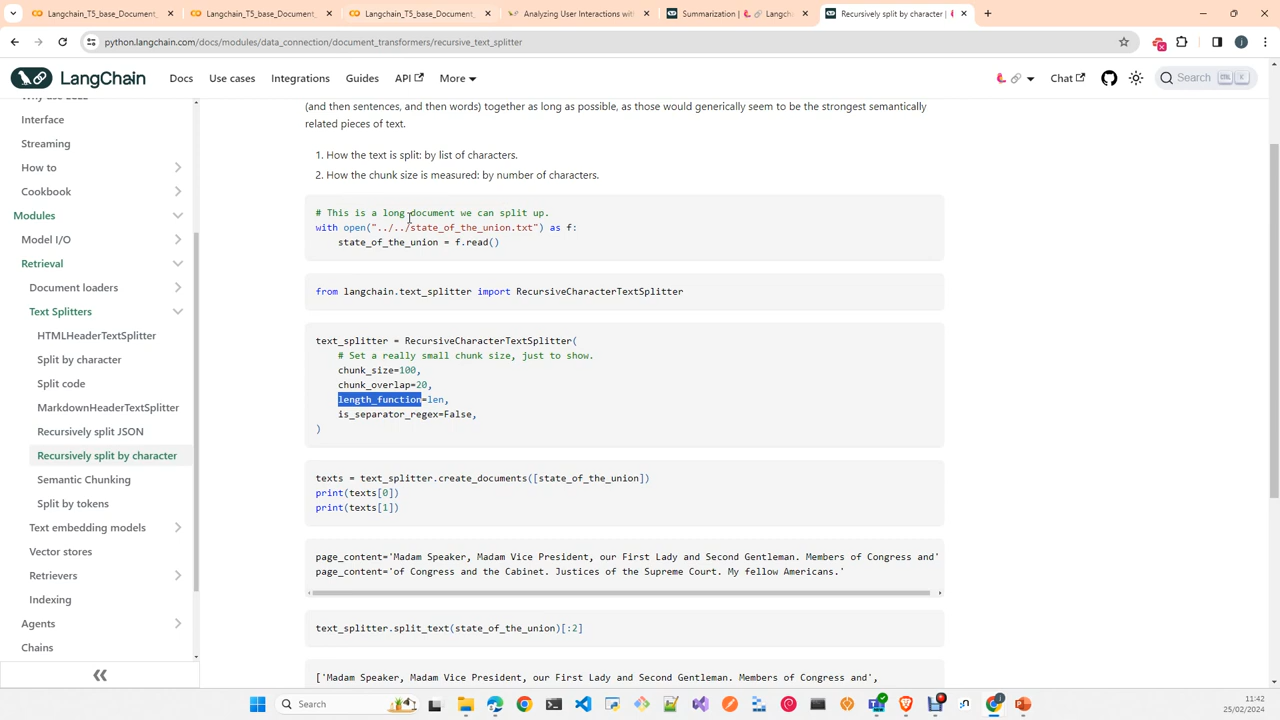 Langchain_T5_base_Document_
Langchain_T5_base_Document_
Langchain_T5_base_Document_
Analyzing User Interactions with
Summarization | 🦜️🔗 Langcha
Recursively split by character |
python.langchain.com/docs/modules/data_connection/document_transformers/recursive_text_splitter
LangChain
Docs
Use cases
Integrations
Guides
API
More
Chat
Search
Ctrl
K
Interface
Streaming
How to
Cookbook
Modules
Model I/O
Retrieval
Document loaders
Text Splitters
HTMLHeaderTextSplitter
Split by character
Split code
MarkdownHeaderTextSplitter
Recursively split JSON
Recursively split by character
Semantic Chunking
Split by tokens
Text embedding models
Vector stores
Retrievers
Indexing
Agents
Chains
(and then sentences, and then words) together as long as possible, as those would generically seem to be the strongest semantically
related pieces of text.
1. How the text is split: by list of characters.
2. How the chunk size is measured: by number of characters.
# This is a long document we can split up.
with open("../../state_of_the_union.txt") as f:
state_of_the_union = f.read()
from langchain.text_splitter import RecursiveCharacterTextSplitter
text_splitter = RecursiveCharacterTextSplitter(
# Set a really small chunk size, just to show.
chunk_size=100,
chunk_overlap=20,
length_function=len,
is_separator_regex=False,
)
texts = text_splitter.create_documents([state_of_the_union])
print(texts[0])
print(texts[1])
page_content='Madam Speaker, Madam Vice President, our First Lady and Second Gentleman. Members of Congress and'
page_content='of Congress and the Cabinet. Justices of the Supreme Court. My fellow Americans.'
text_splitter.split_text(state_of_the_union)[:2]
['Madam Speaker, Madam Vice President, our First Lady and Second Gentleman. Members of Congress and',
Search
11:42
25/02/2024